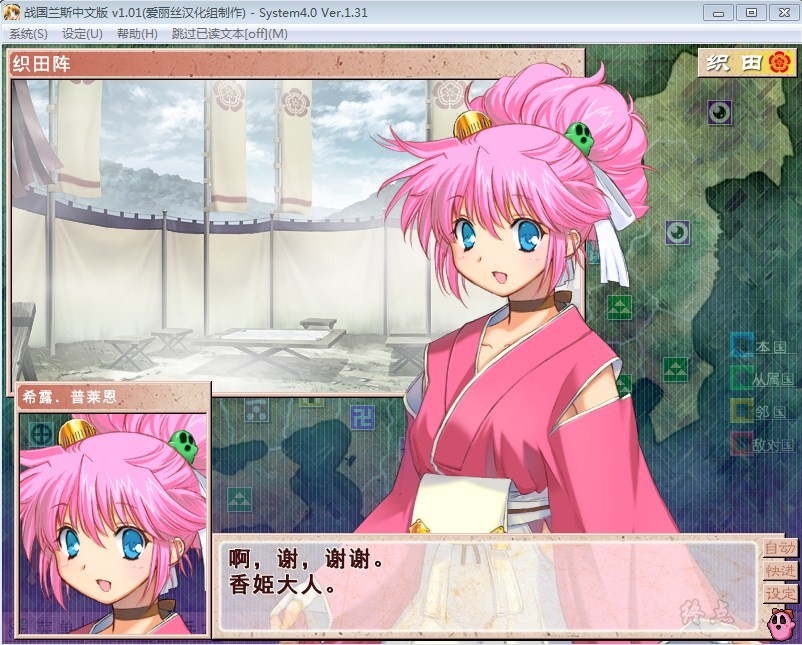 战国兰斯中文版 v1.01(爱丽丝汉化组制作) - System4.0 Ver.1.31
系统(S) 设定(U) 帮助(H) 跳过已读文本[off](M)
织田阵
织田
本国
从属国
邻国
敌对国
希露．普莱恩
啊，谢，谢谢。
香姬大人。
终点
自动
快进
设定